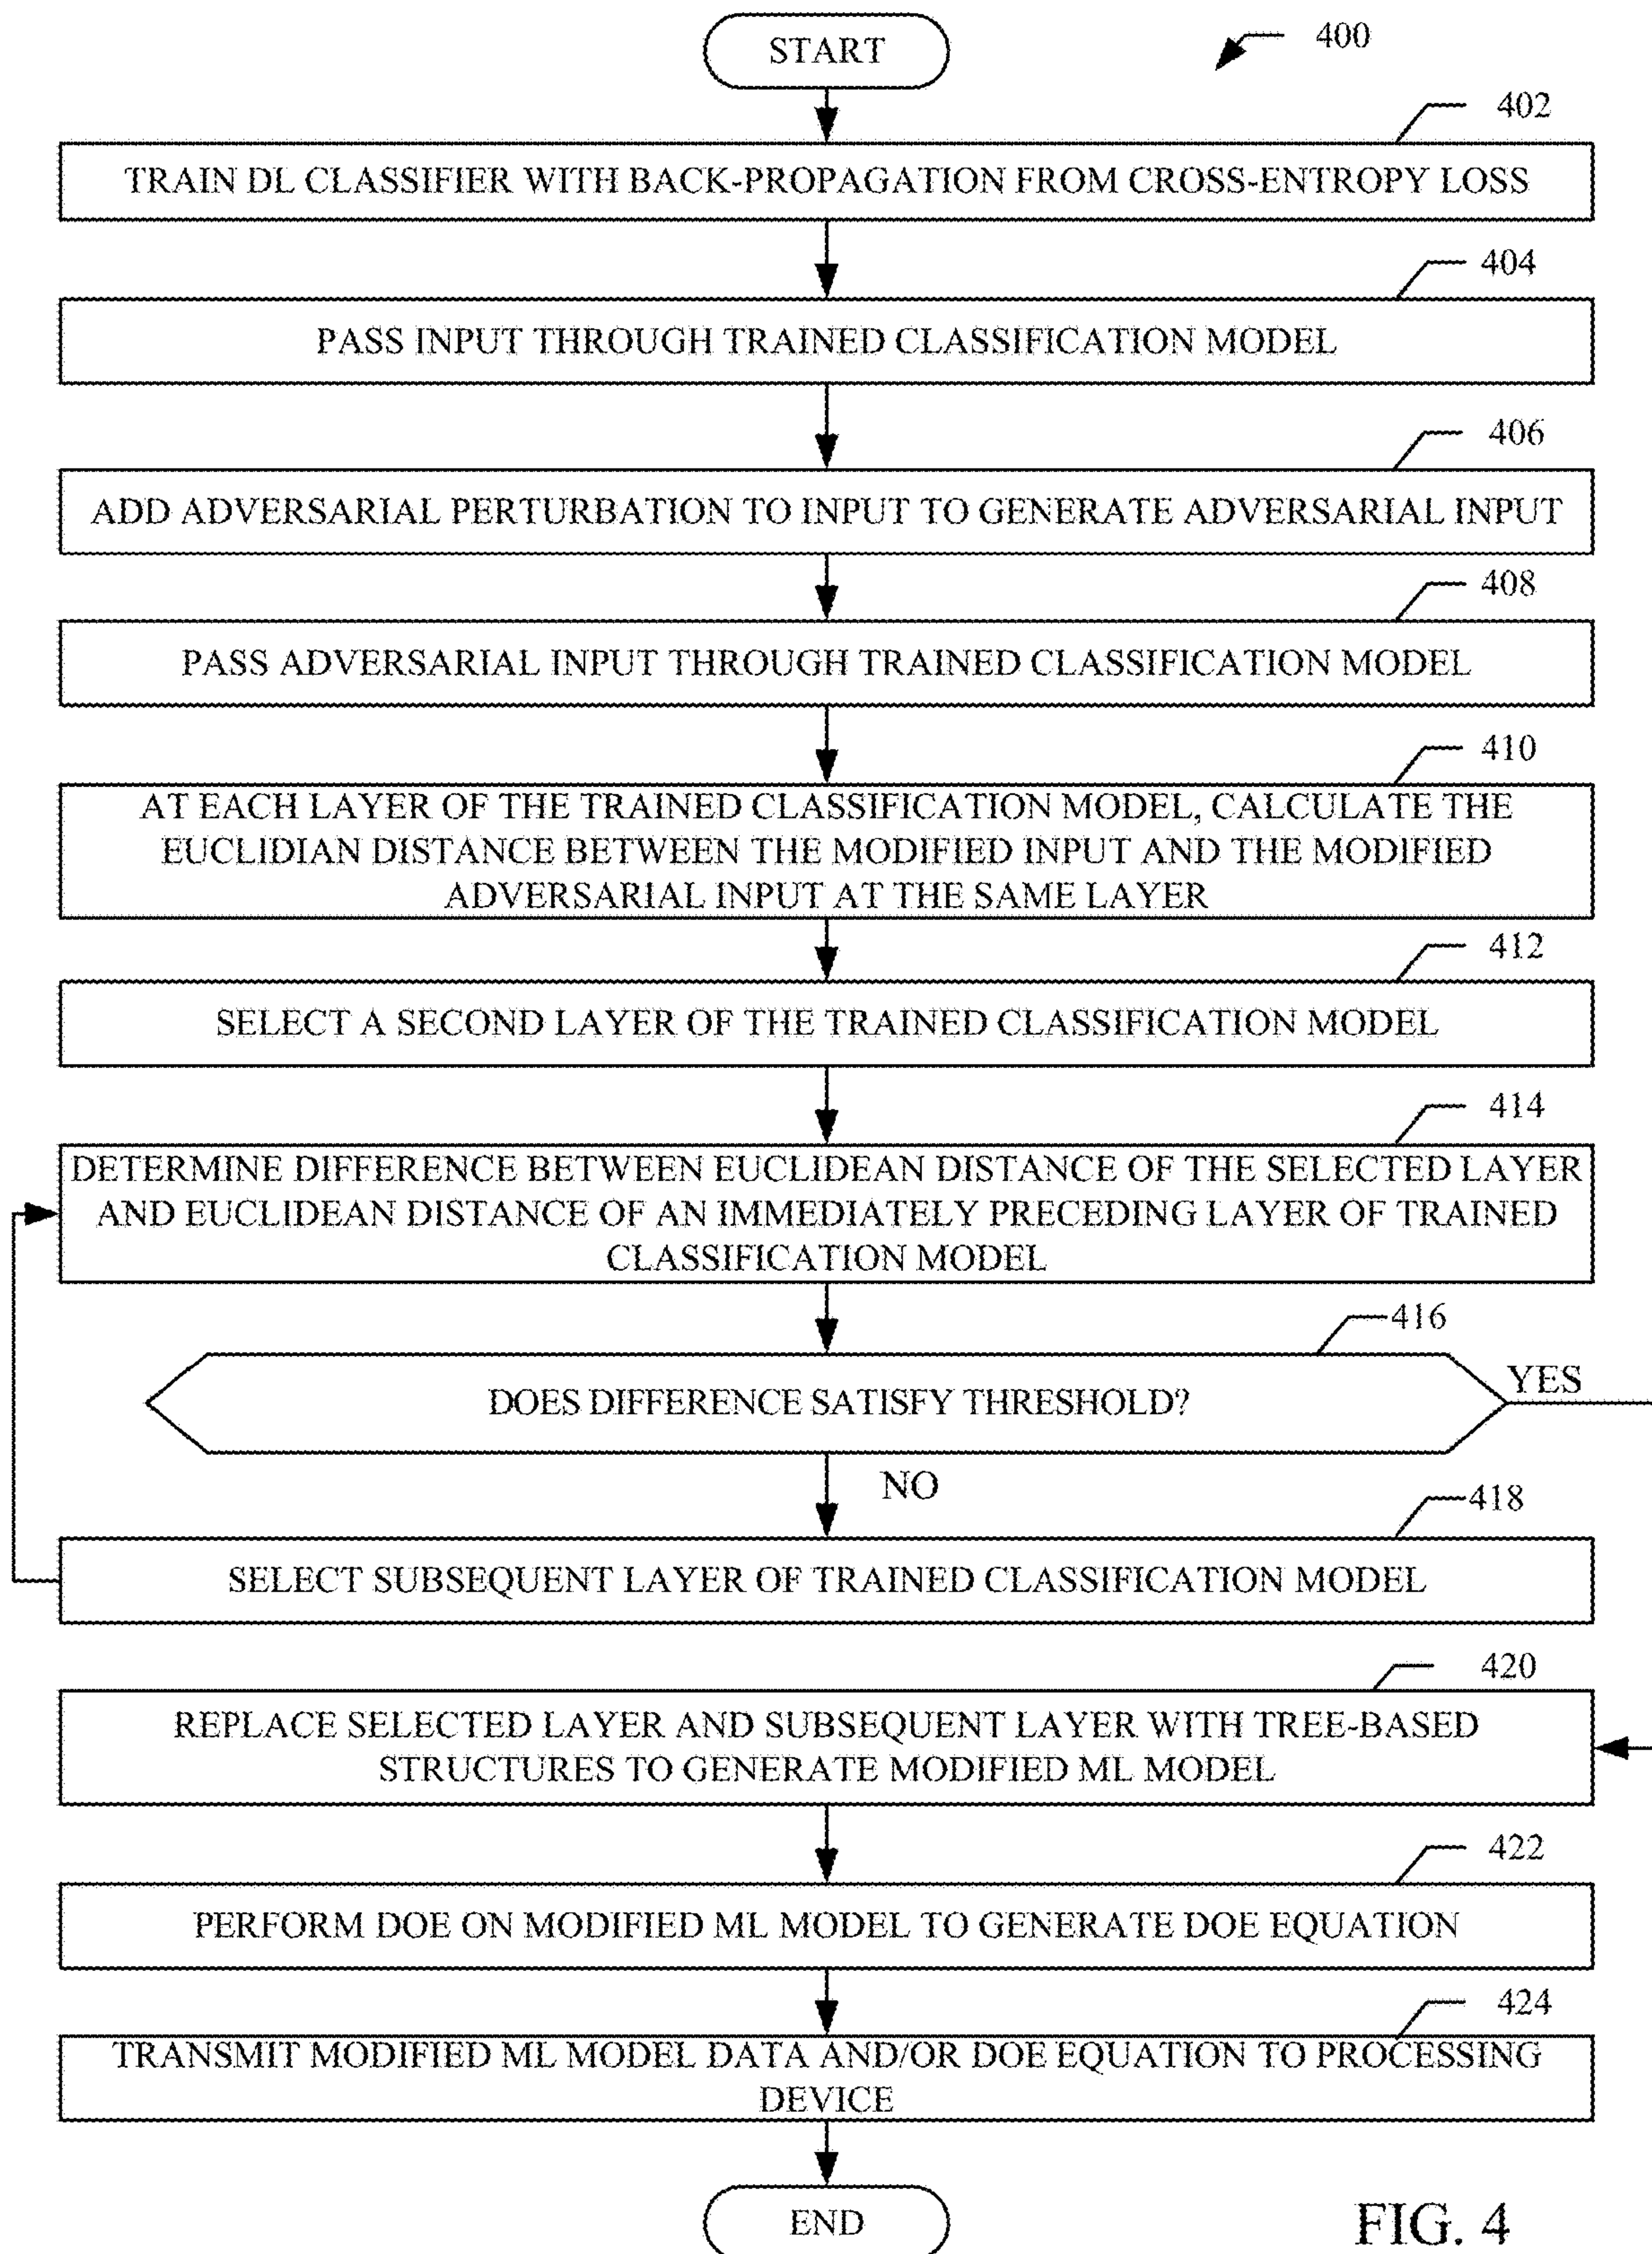 START
400
402
TRAIN DL CLASSIFIER WITH BACK-PROPAGATION FROM CROSS-ENTROPY LOSS
404
PASS INPUT THROUGH TRAINED CLASSIFICATION MODEL
406
ADD ADVERSARIAL PERTURBATION TO INPUT TO GENERATE ADVERSARIAL INPUT
408
PASS ADVERSARIAL INPUT THROUGH TRAINED CLASSIFICATION MODEL
410
AT EACH LAYER OF THE TRAINED CLASSIFICATION MODEL, CALCULATE THE
EUCLIDIAN DISTANCE BETWEEN THE MODIFIED INPUT AND THE MODIFIED
ADVERSARIAL INPUT AT THE SAME LAYER
412
SELECT A SECOND LAYER OF THE TRAINED CLASSIFICATION MODEL
414
DETERMINE DIFFERENCE BETWEEN EUCLIDEAN DISTANCE OF THE SELECTED LAYER
AND EUCLIDEAN DISTANCE OF AN IMMEDIATELY PRECEDING LAYER OF TRAINED
CLASSIFICATION MODEL
416
DOES DIFFERENCE SATISFY THRESHOLD?
YES
NO
418
SELECT SUBSEQUENT LAYER OF TRAINED CLASSIFICATION MODEL
420
REPLACE SELECTED LAYER AND SUBSEQUENT LAYER WITH TREE-BASED
STRUCTURES TO GENERATE MODIFIED ML MODEL
422
PERFORM DOE ON MODIFIED ML MODEL TO GENERATE DOE EQUATION
424
TRANSMIT MODIFIED ML MODEL DATA AND/OR DOE EQUATION TO PROCESSING
DEVICE
END
FIG. 4